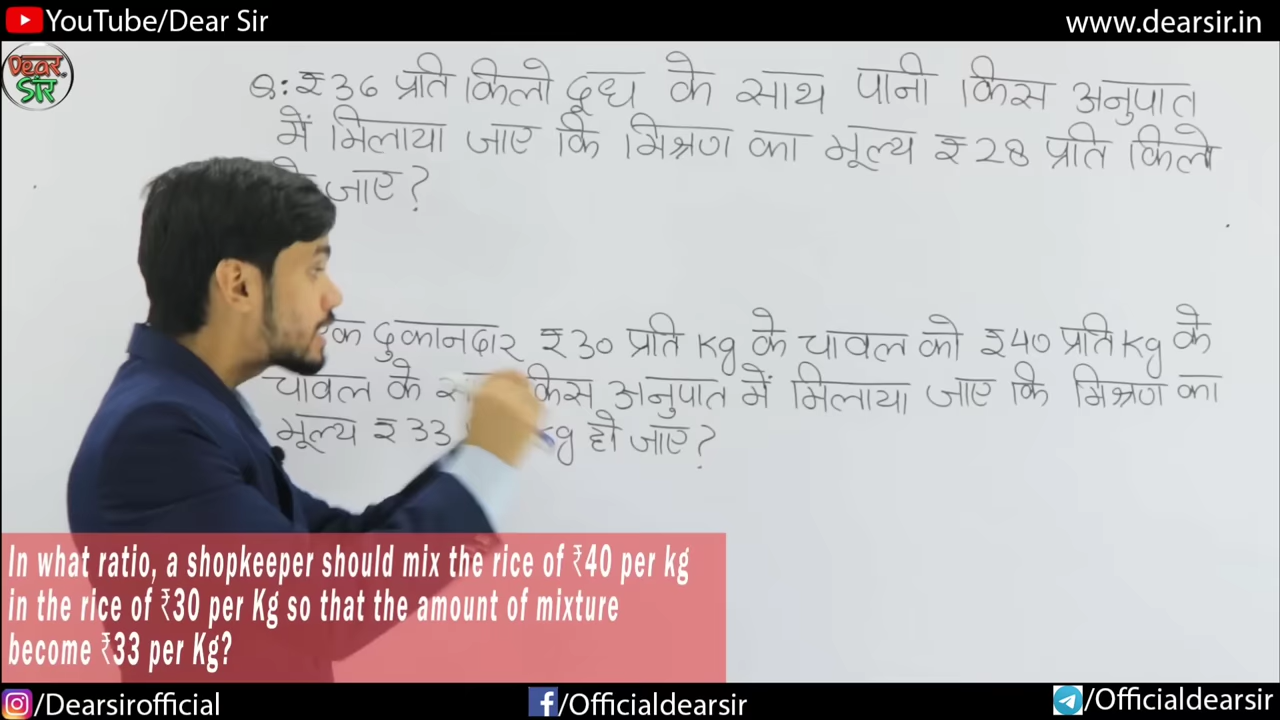 YouTube/Dear Sir
www.dearsir.in
Dear SIR
Q: ₹36 प्रति किलो दूध के साथ पानी किस अनुपात
में मिलाया जाए कि मिश्रण का मूल्य ₹28 प्रति किलो
जाए?
दुकानदार ₹30 प्रति Kg के चावल को ₹40 प्रति Kg के
चावल के किस अनुपात में मिलाया जाए कि मिश्रण का
मूल्य ₹33 Kg हो जाए?
In what ratio, a shopkeeper should mix the rice of ₹40 per kg
in the rice of ₹30 per Kg so that the amount of mixture
become ₹33 per Kg?
/Dearsirofficial
/Officialdearsir
/Officialdearsir